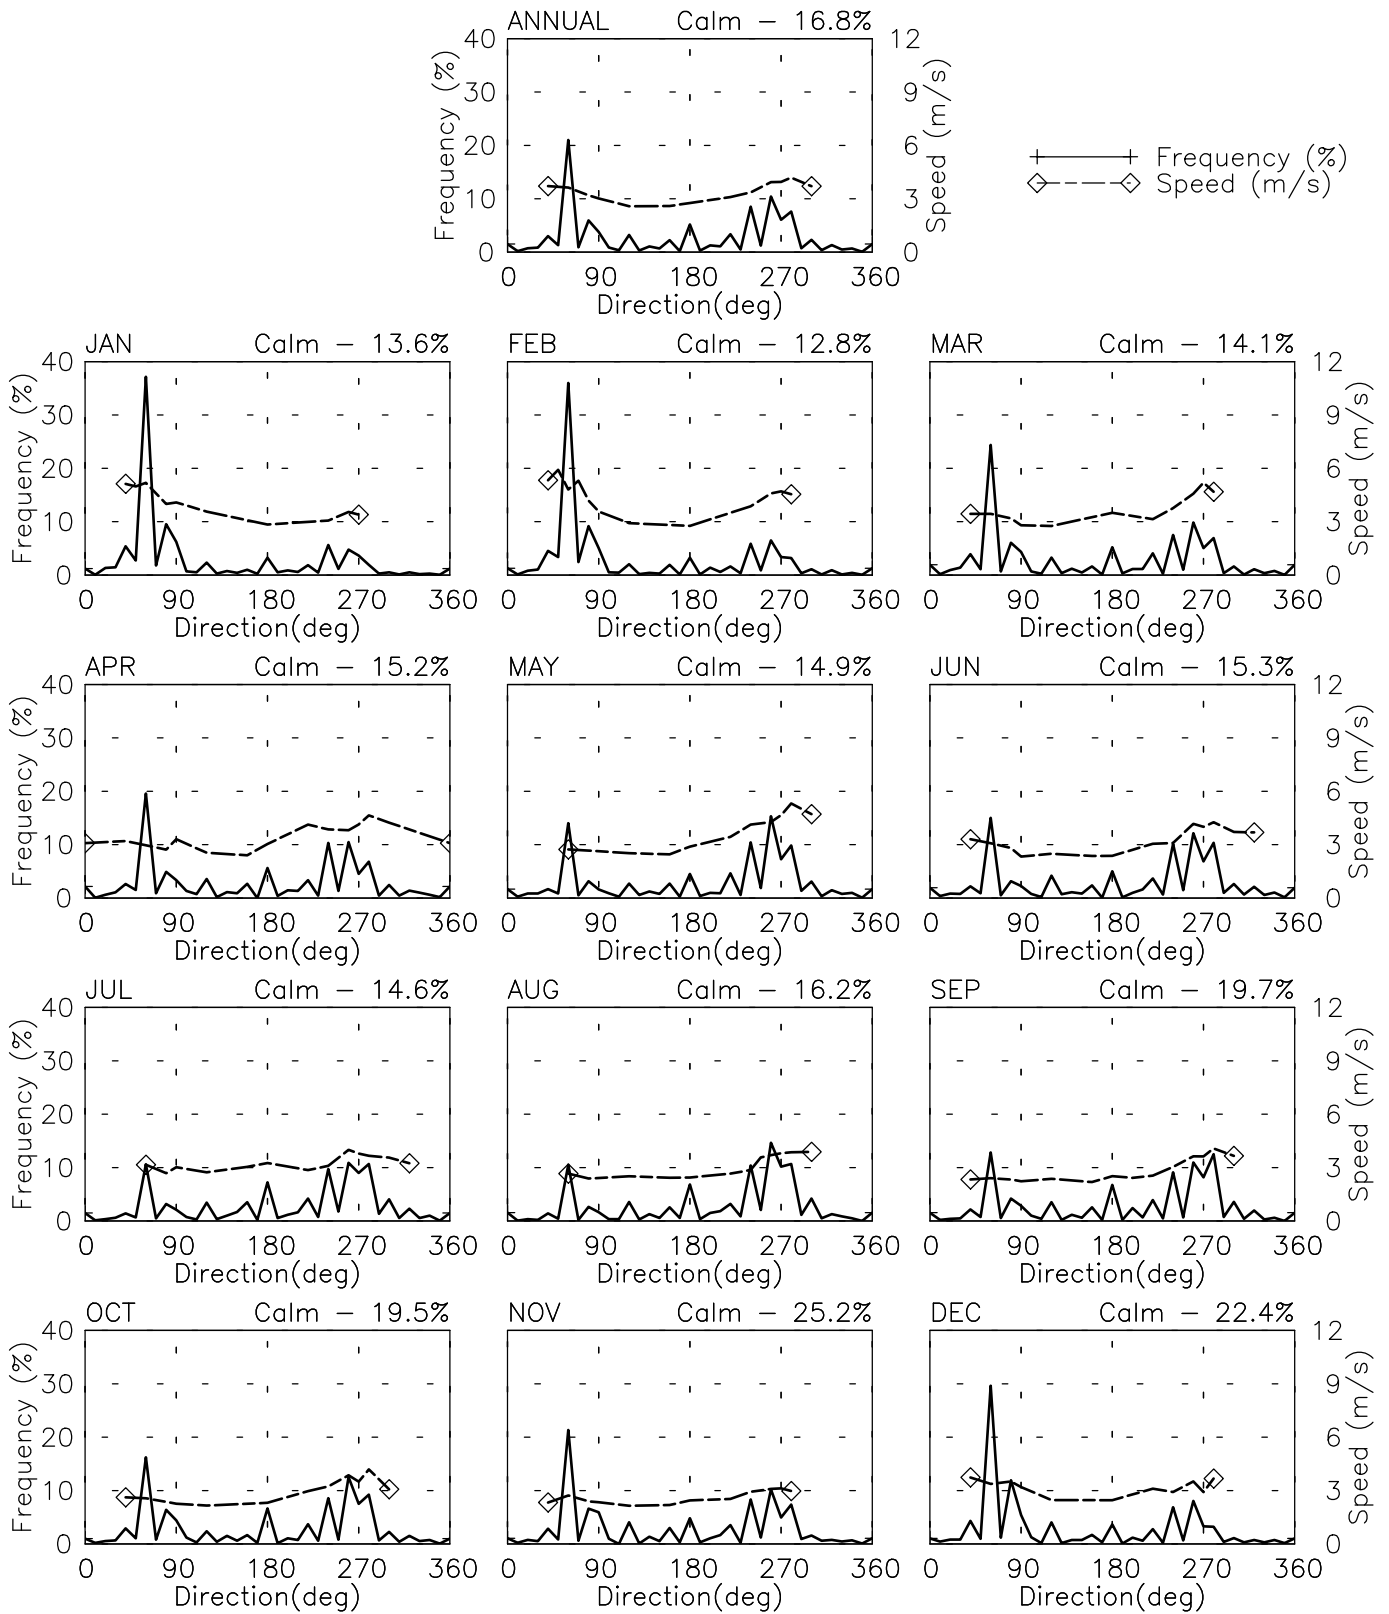 ANNUAL Calm - 16.8%
40 12
30 9
20 6
10 3
0 0
0 90 180 270 360
Frequency (%)
Speed (m/s)
Direction(deg)
Frequency (%)
Speed (m/s)
JAN Calm - 13.6%
FEB Calm - 12.8%
MAR Calm - 14.1%
40 12
30 9
20 6
10 3
0 0
Frequency (%)
Speed (m/s)
0 90 180 270 360 0 90 180 270 360 0 90 180 270 360
Direction(deg) Direction(deg) Direction(deg)
APR Calm - 15.2%
MAY Calm - 14.9%
JUN Calm - 15.3%
40 12
30 9
20 6
10 3
0 0
Frequency (%)
Speed (m/s)
0 90 180 270 360 0 90 180 270 360 0 90 180 270 360
Direction(deg) Direction(deg) Direction(deg)
JUL Calm - 14.6%
AUG Calm - 16.2%
SEP Calm - 19.7%
40 12
30 9
20 6
10 3
0 0
Frequency (%)
Speed (m/s)
0 90 180 270 360 0 90 180 270 360 0 90 180 270 360
Direction(deg) Direction(deg) Direction(deg)
OCT Calm - 19.5%
NOV Calm - 25.2%
DEC Calm - 22.4%
40 12
30 9
20 6
10 3
0 0
Frequency (%)
Speed (m/s)
0 90 180 270 360 0 90 180 270 360 0 90 180 270 360
Direction(deg) Direction(deg) Direction(deg)